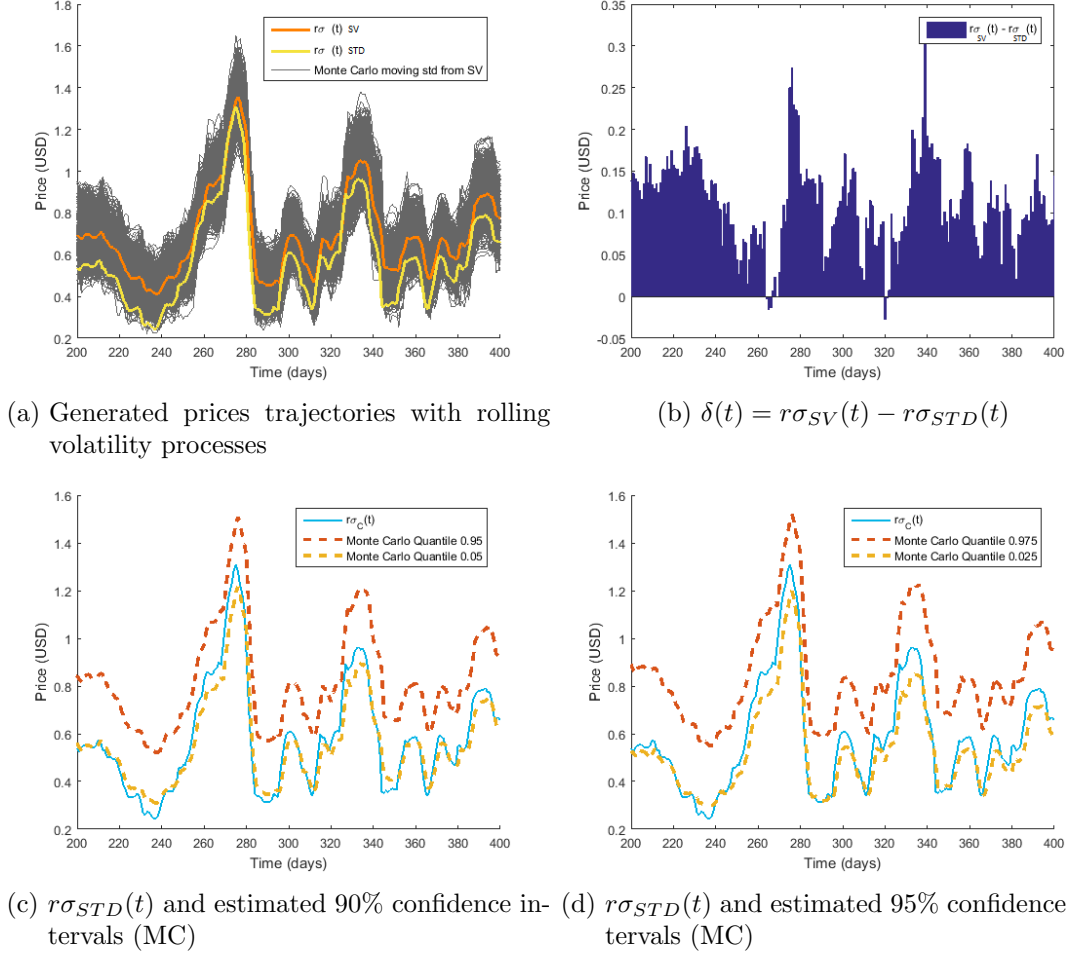 1.8
1.6
1.4
1.2
1
0.8
0.6
0.4
0.2
Price (USD)
rσ (t) SV
rσ (t) STD
Monte Carlo moving std from SV
200 220 240 260 280 300 320 340 360 380 400
Time (days)
(a) Generated prices trajectories with rolling
volatility processes
0.35
0.3
0.25
0.2
0.15
0.1
0.05
0
-0.05
Price (USD)
rσ_SV(t) - rσ_STD(t)
200 220 240 260 280 300 320 340 360 380 400
Time (days)
(b) δ(t) = rσ_SV(t) − rσ_STD(t)
1.6
1.4
1.2
1
0.8
0.6
0.4
0.2
Price (USD)
rσ_C(t)
Monte Carlo Quantile 0.95
Monte Carlo Quantile 0.05
200 220 240 260 280 300 320 340 360 380 400
Time (days)
(c) rσ_STD(t) and estimated 90% confidence in-
tervals (MC)
1.6
1.4
1.2
1
0.8
0.6
0.4
0.2
Price (USD)
rσ_C(t)
Monte Carlo Quantile 0.975
Monte Carlo Quantile 0.025
200 220 240 260 280 300 320 340 360 380 400
Time (days)
(d) rσ_STD(t) and estimated 95% confidence
tervals (MC)